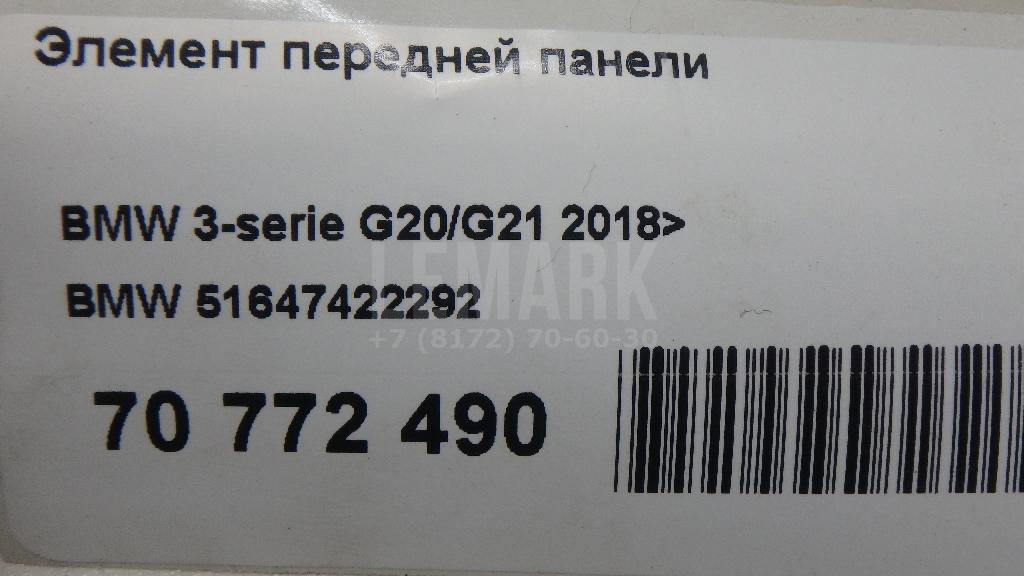 Элемент передней панели
BMW 3-serie G20/G21 2018>
BMW 51647422292
LEMARK
+7 (8172) 70-60-30
70 772 490